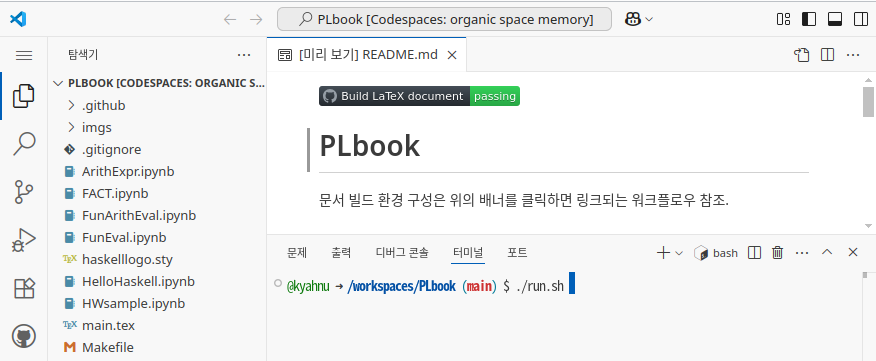 PLbook [Codespaces: organic space memory]
탐색기
PLBOOK [CODESPACES: ORGANIC S...
.github
imgs
.gitignore
ArithExpr.ipynb
FACT.ipynb
FunArithEval.ipynb
FunEval.ipynb
TEX haskelllogo.sty
HelloHaskell.ipynb
HWsample.ipynb
TEX main.tex
M Makefile
[미리 보기] README.md
Build LaTeX document passing
PLbook
문서 빌드 환경 구성은 위의 배너를 클릭하면 링크되는 워크플로우 참조.
문제 출력 디버그 콘솔 터미널 포트 bash
@kyahnu ➜ /workspaces/PLbook (main) $ ./run.sh